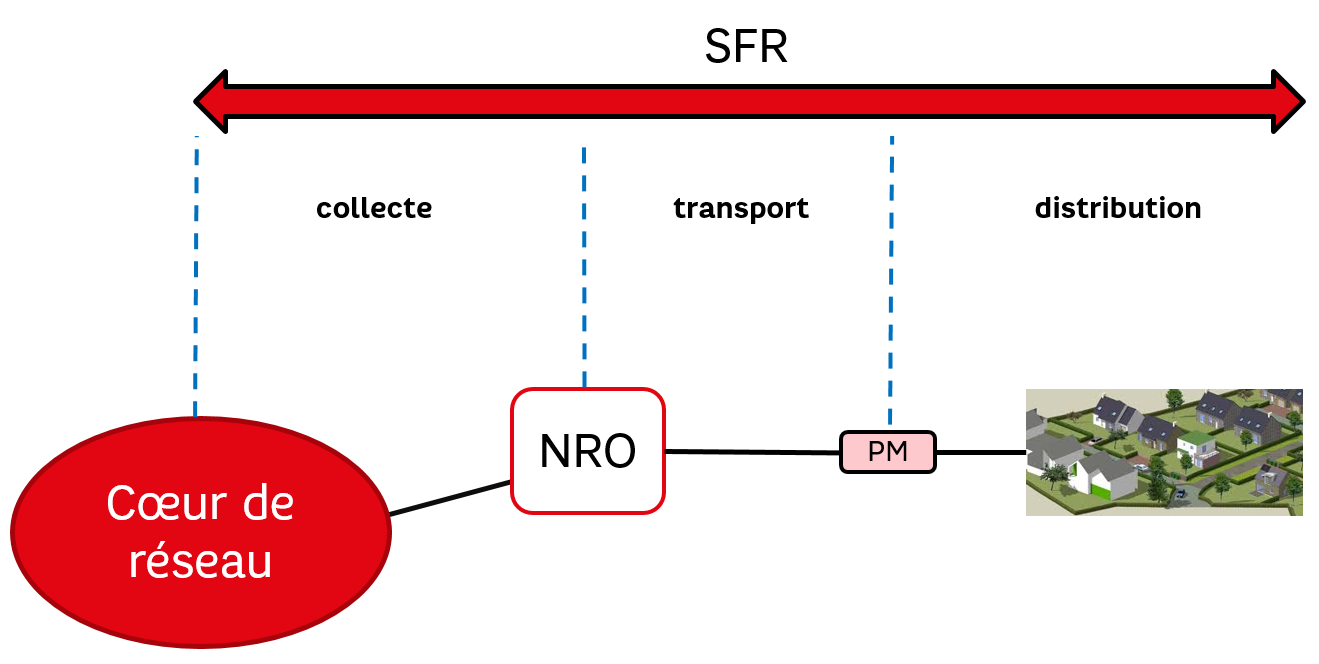 SFR
collecte
transport
distribution
NRO
PM
Cœur de
réseau